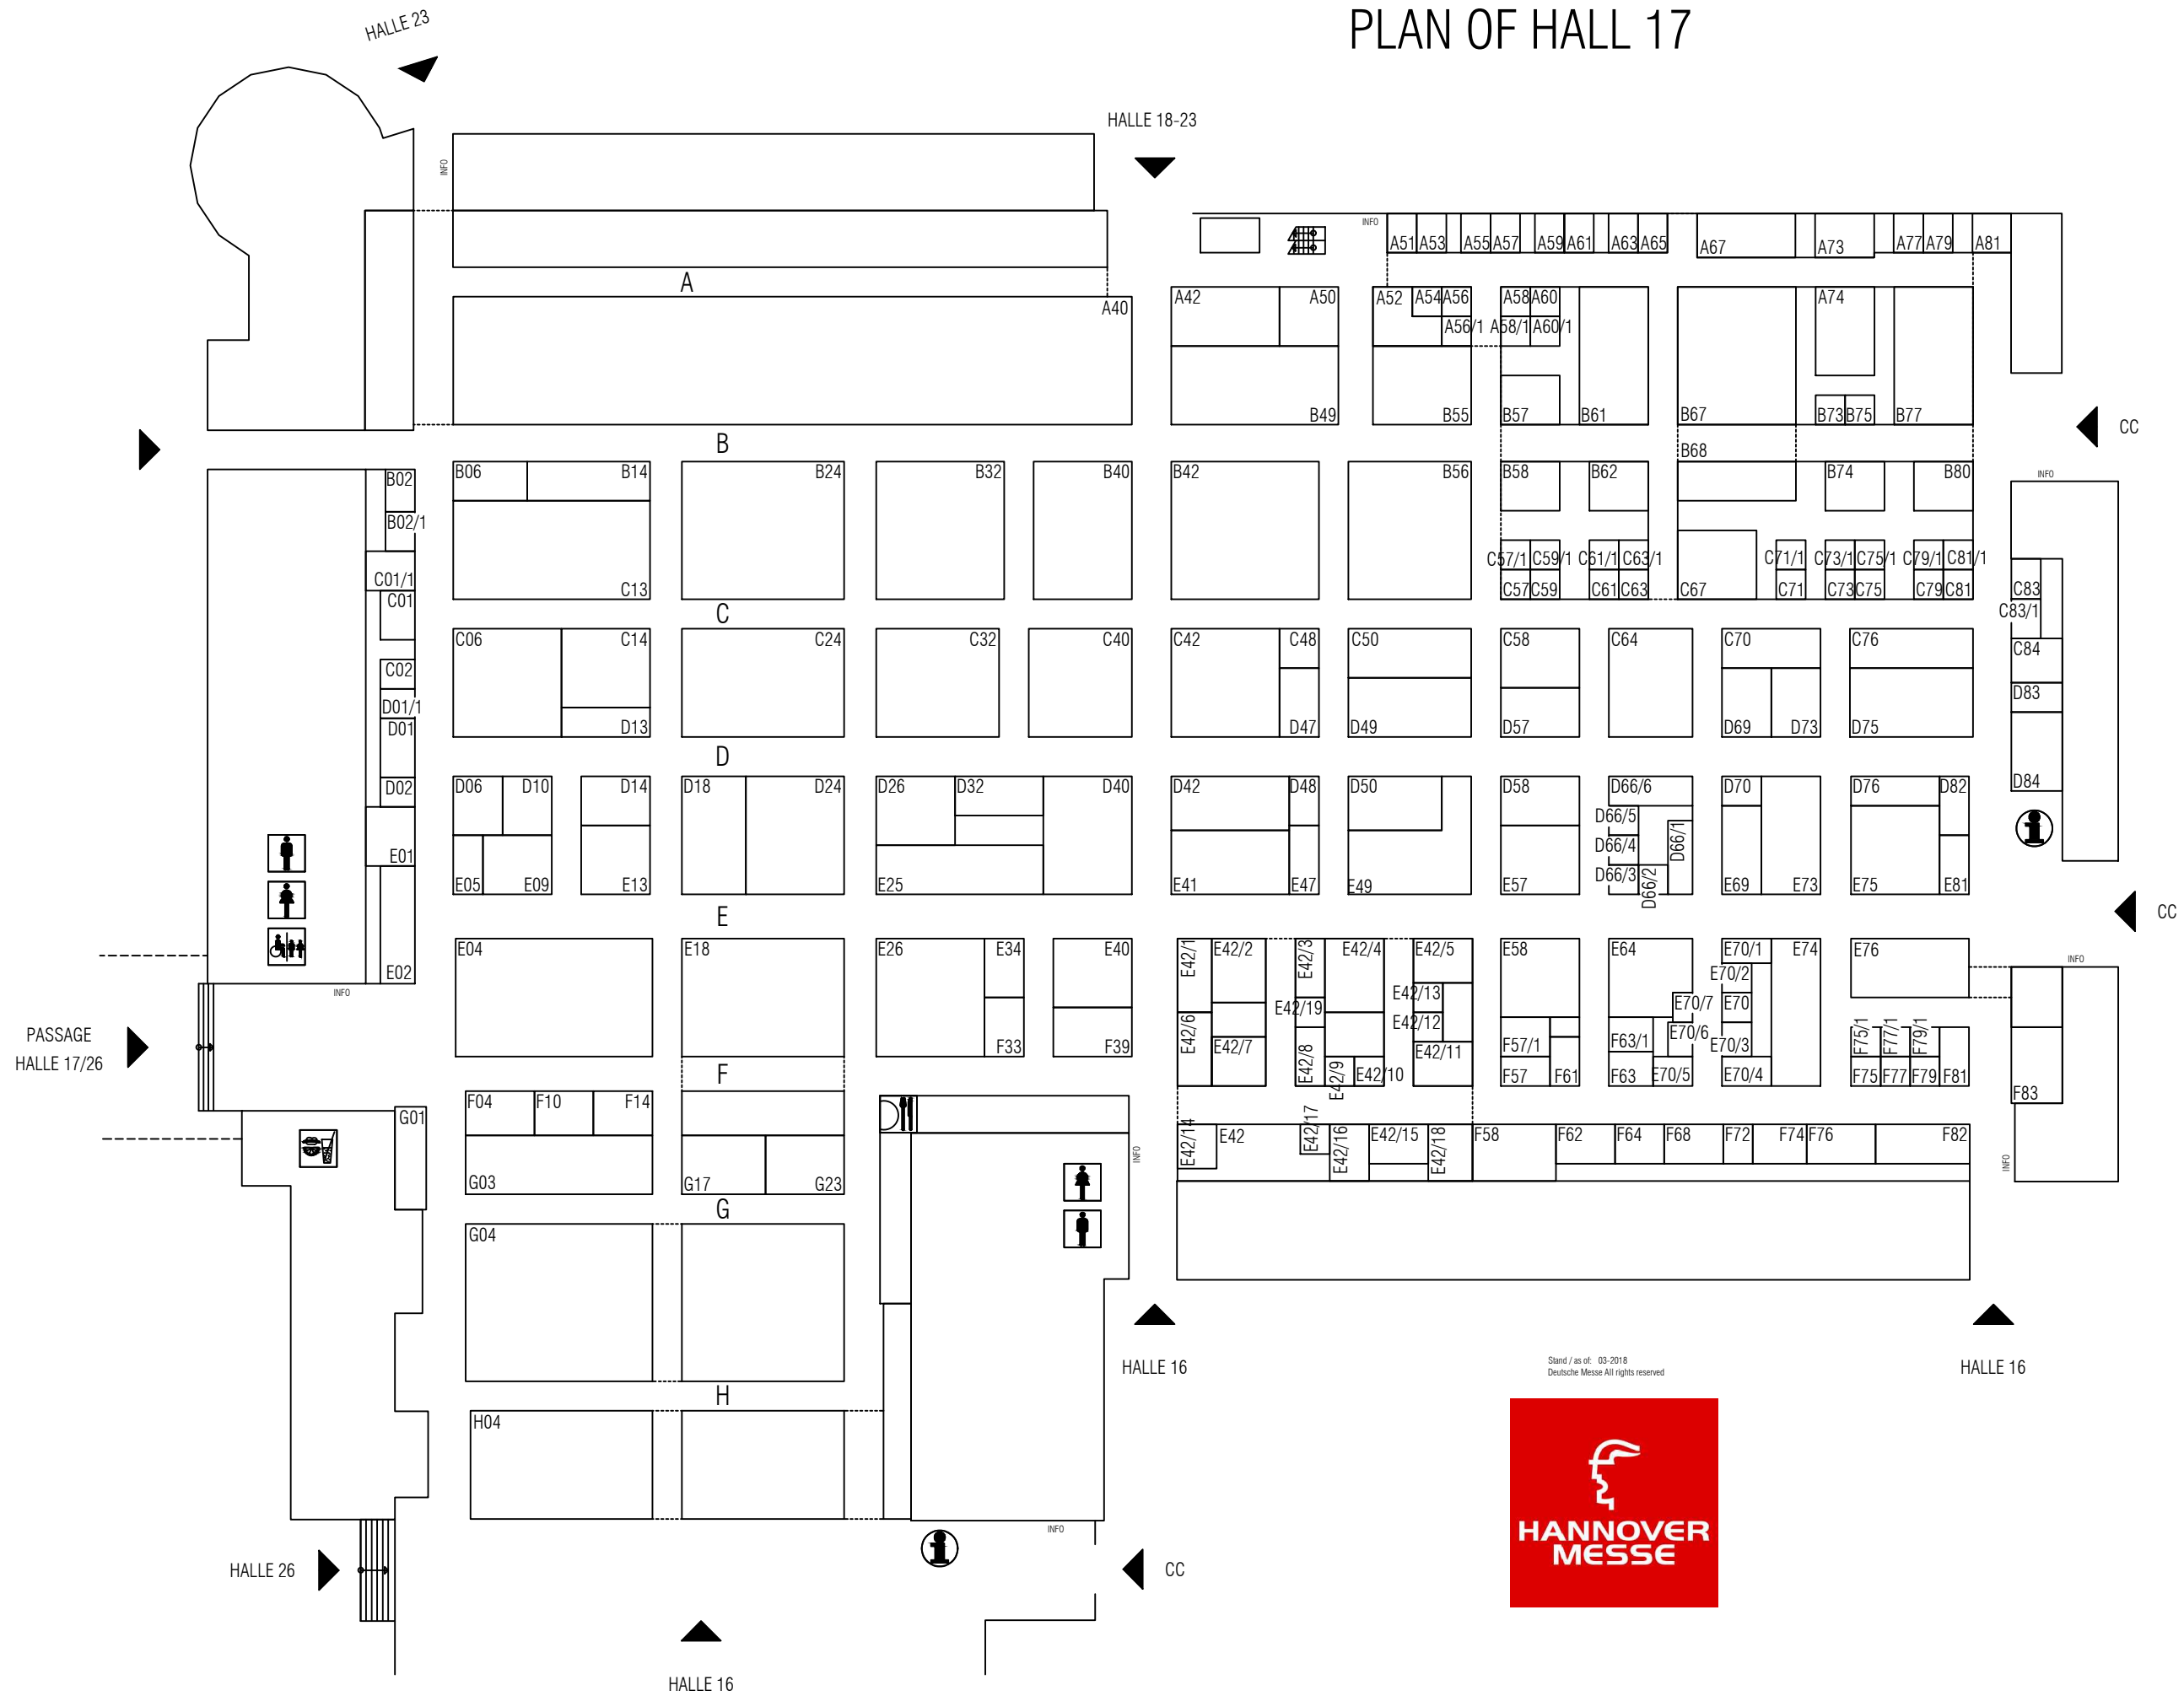 PLAN OF HALL 17
HALLE 23
HALLE 18-23
INFO
INFO
A51 A53 A55 A57 A59 A61 A63 A65 A67 A73 A77 A79 A81
A
A40
A42 A50 A52 A54 A56 A58 A60 A74
A56/1 A58/1 A60/1
B49 B55 B57 B61 B67 B73 B75 B77
CC
B
B68
B02
B06 B14 B24 B32 B40 B42 B56 B58 B62 B74 B80
INFO
B02/1
C57/1 C59/1 C61/1 C63/1 C71/1 C73/1 C75/1 C79/1 C81/1
C01/1
C13 C57 C59 C61 C63 C67 C71 C73 C75 C79 C81 C83
C01
C
C83/1
C06 C14 C24 C32 C40 C42 C48 C50 C58 C64 C70 C76
C84
C02
D01/1
D83
D01
D13 D47 D49 D57 D69 D73 D75
D
D02
D06 D10 D14 D18 D24 D26 D32 D40 D42 D48 D50 D58 D66/6 D70 D76 D82 D84
D66/5
D66/4
D66/1
D66/3
D66/2
E01
E05 E09 E13 E25 E41 E47 E49 E57 E69 E73 E75 E81
CC
E
E04 E18 E26 E34 E40 E42/1 E42/2 E42/3 E42/4 E42/5 E58 E64 E70/1 E74 E76
E02
INFO
INFO
E70/2
E42/13
E70/7
E70
E42/19
E42/12
E42/6
E70/6
PASSAGE
HALLE 17/26
F33 F39 E42/7 E42/8 E42/11 F57/1 F63/1 E70/3 F75/1 F77/1 F79/1
F
E42/9 E42/10 F57 F61 F63 E70/5 E70/4 F75 F77 F79 F81
F83
F04 F10 F14
G01
E42/14 E42 E42/17 E42/16 E42/15 E42/18 F58 F62 F64 F68 F72 F74 F76 F82
INFO
INFO
G03 G17 G23
G
G04
HALLE 16
HALLE 16
Stand / as of: 03-2018
Deutsche Messe All rights reserved
H
H04
HANNOVER
MESSE
INFO
HALLE 26
CC
HALLE 16